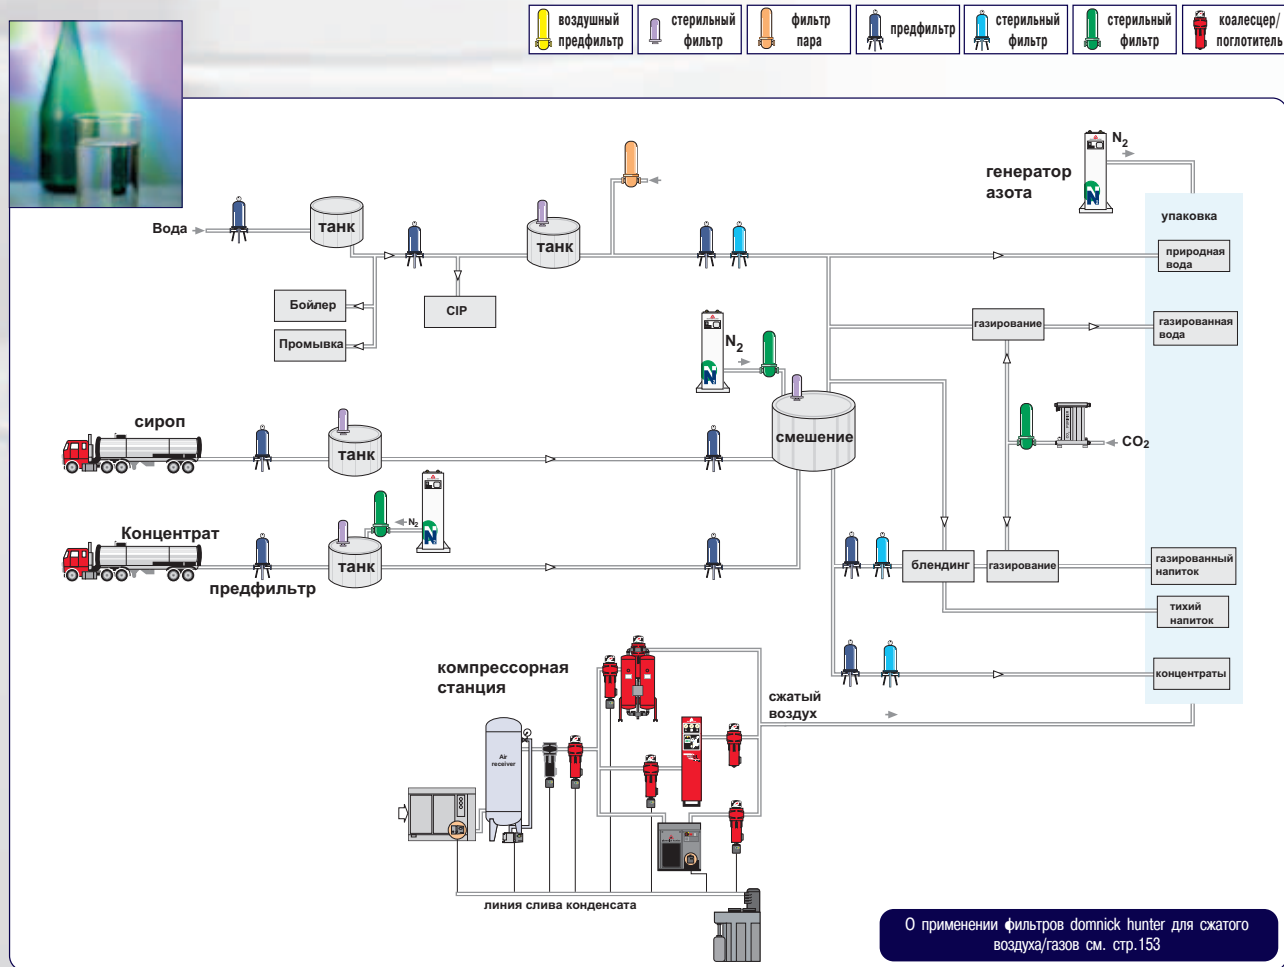 воздушный
предфильтр
стерильный
фильтр
фильтр
пара
предфильтр
стерильный
фильтр
стерильный
фильтр
коалесцер/
поглотитель
N2
генератор
азота
N
упаковка
Вода
танк
танк
природная
вода
Бойлер
CIP
Промывка
N2
N
газирование
газированная
вода
сироп
танк
смешение
CO2
Концентрат
N2
N
танк
предфильтр
блендинг
газирование
газированный
напиток
тихий
напиток
концентраты
компрессорная
станция
сжатый
воздух
Air
receiver
линия слива конденсата
О применении фильтров domnick hunter для сжатого
воздуха/газов см. стр.153